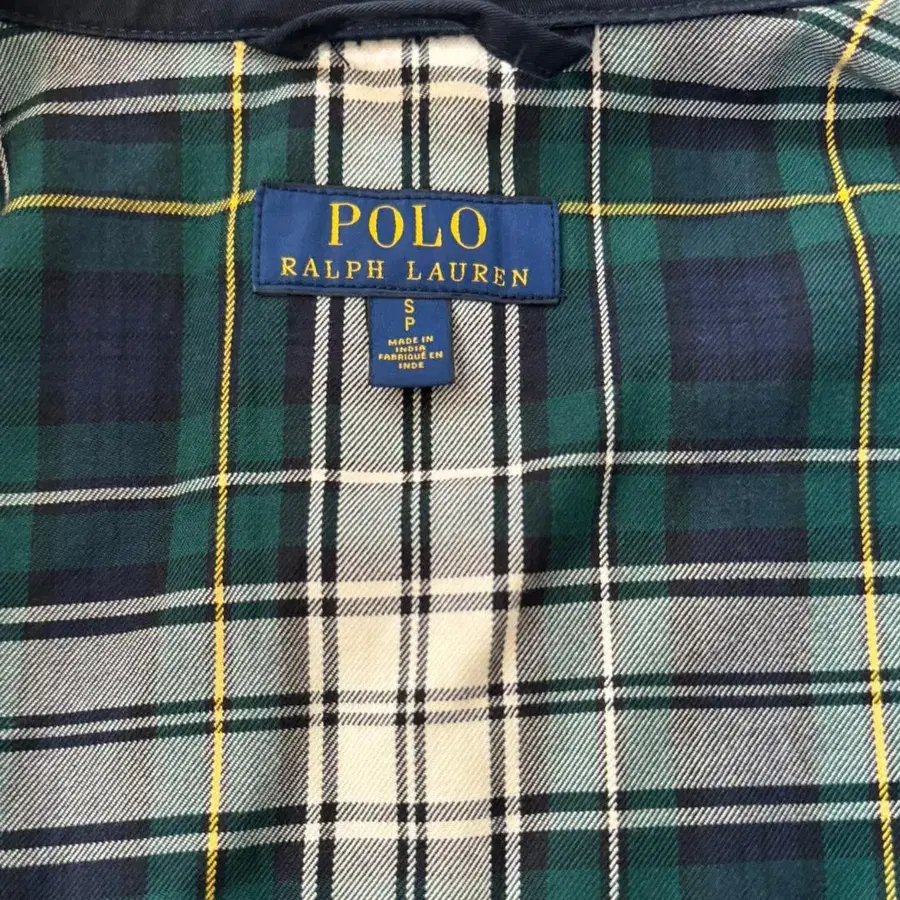 POLO
RALPH LAUREN
S
P
MADE IN
INDIA
FABRIQUÉ EN
INDE